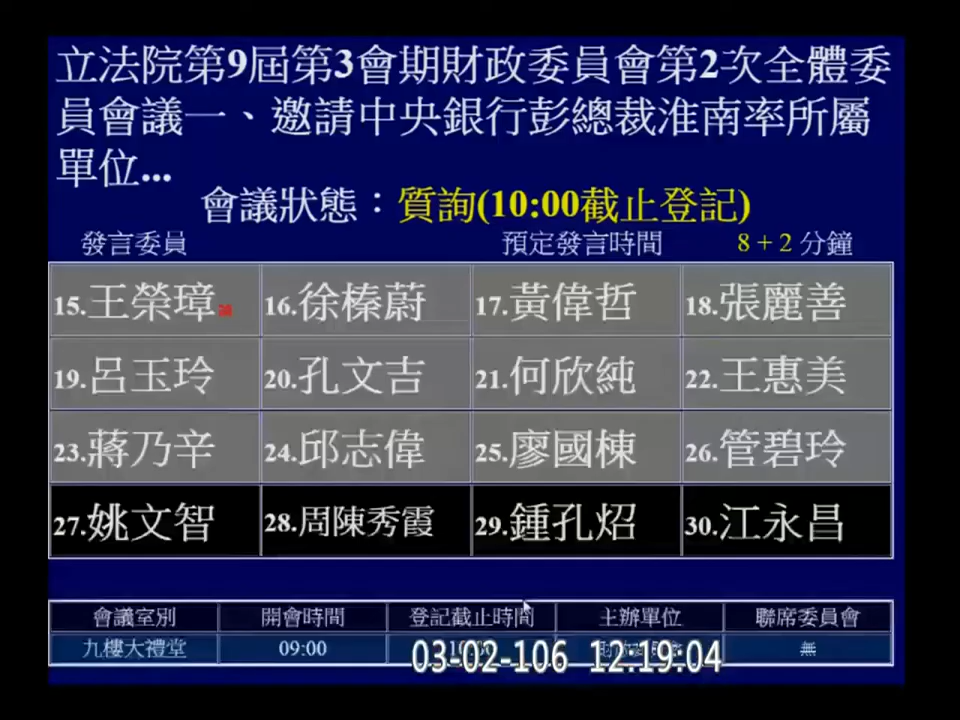 立法院第9屆第3會期財政委員會第2次全體委
員會議一、邀請中央銀行彭總裁淮南率所屬
單位...
會議狀態：質詢(10:00截止登記)
發言委員 預定發言時間 8 + 2 分鐘
15.王榮璋 16.徐榛蔚 17.黃偉哲 18.張麗善
19.呂玉玲 20.孔文吉 21.何欣純 22.王惠美
23.蔣乃辛 24.邱志偉 25.廖國棟 26.管碧玲
27.姚文智 28.周陳秀霞 29.鍾孔炤 30.江永昌
會議室別 開會時間 登記截止時間 主辦單位 聯席委員會
九樓大禮堂 09:00 無
03-02-106 12:19:04